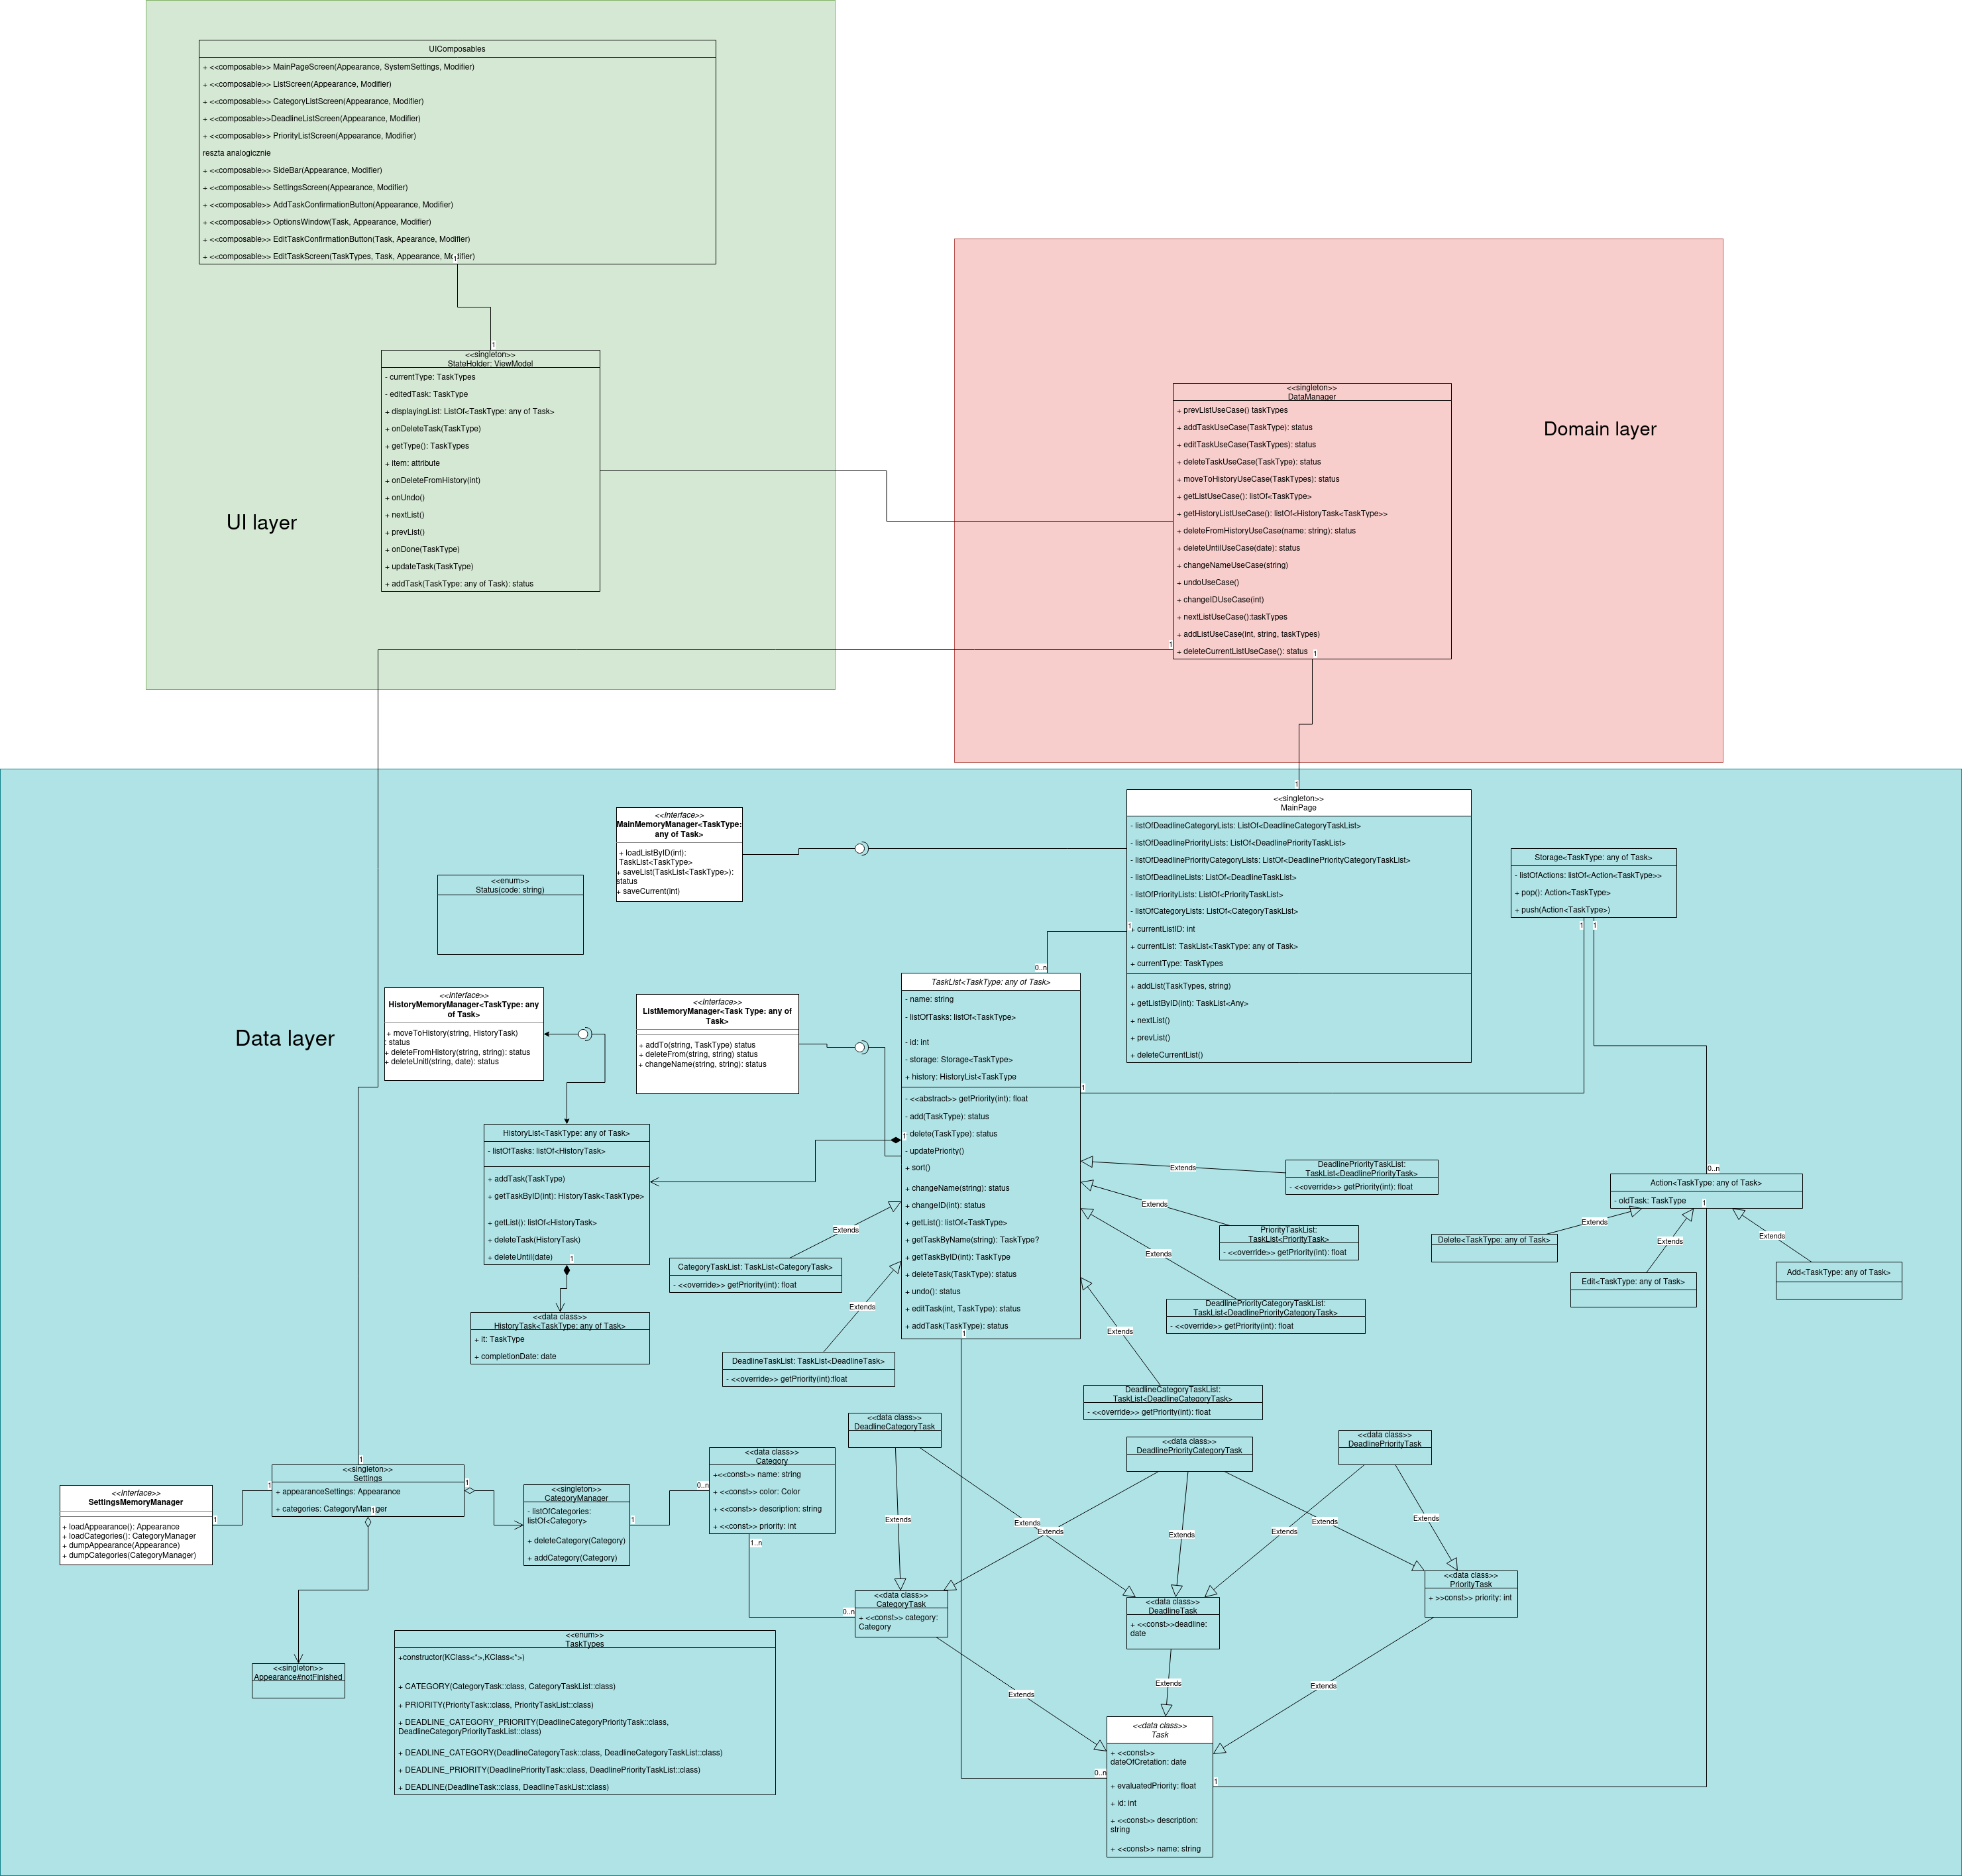 UIComposables
+ <<composable>> MainPageScreen(Appearance, SystemSettings, Modifier)
+ <<composable>> ListScreen(Appearance, Modifier)
+ <<composable>> CategoryListScreen(Appearance, Modifier)
+ <<composable>>DeadlineListScreen(Appearance, Modifier)
+ <<composable>> PriorityListScreen(Appearance, Modifier)
reszta analogicznie
+ <<composable>> SideBar(Appearance, Modifier)
+ <<composable>> SettingsScreen(Appearance, Modifier)
+ <<composable>> AddTaskConfirmationButton(Appearance, Modifier)
+ <<composable>> OptionsWindow(Task, Appearance, Modifier)
+ <<composable>> EditTaskConfirmationButton(Task, Apearance, Modifier)
+ <<composable>> EditTaskScreen(TaskTypes, Task, Appearance, Modifier)
1
1
<<singleton>>
StateHolder: ViewModel
- currentType: TaskTypes
- editedTask: TaskType
+ displayingList: ListOf<TaskType: any of Task>
+ onDeleteTask(TaskType)
+ getType(): TaskTypes
+ item: attribute
+ onDeleteFromHistory(int)
+ onUndo()
+ nextList()
+ prevList()
+ onDone(TaskType)
+ updateTask(TaskType)
+ addTask(TaskType: any of Task): status
UI layer
<<singleton>>
DataManager
+ prevListUseCase() taskTypes
+ addTaskUseCase(TaskType): status
+ editTaskUseCase(TaskTypes): status
+ deleteTaskUseCase(TaskType): status
+ moveToHistoryUseCase(TaskTypes): status
+ getListUseCase(): listOf<TaskType>
+ getHistoryListUseCase(): listOf<HistoryTask<TaskType>>
+ deleteFromHistoryUseCase(name: string): status
+ deleteUntilUseCase(date): status
+ changeNameUseCase(string)
+ undoUseCase()
+ changeIDUseCase(int)
+ nextListUseCase():taskTypes
+ addListUseCase(int, string, taskTypes)
+ deleteCurrentListUseCase(): status
1
1
Domain layer
1
<<singleton>>
MainPage
- listOfDeadlineCategoryLists: ListOf<DeadlineCategoryTaskList>
- listOfDeadlinePriorityLists: ListOf<DeadlinePriorityTaskList>
- listOfDeadlinePriorityCategoryLists: ListOf<DeadlinePriorityCategoryTaskList>
- listOfDeadlineLists: ListOf<DeadlineTaskList>
- listOfPriorityLists: ListOf<PriorityTaskList>
- listOfCategoryLists: ListOf<CategoryTaskList>
+ currentListID: int
+ currentList: TaskList<TaskType: any of Task>
+ currentType: TaskTypes
+ addList(TaskTypes, string)
+ getListByID(int): TaskList<Any>
+ nextList()
+ prevList()
+ deleteCurrentList()
1
0..n
<<Interface>>
MainMemoryManager<TaskType:
any of Task>
+ loadListByID(int):
TaskList<TaskType>
+ saveList(TaskList<TaskType>):
status
+ saveCurrent(int)
<<enum>>
Status(code: string)
Storage<TaskType: any of Task>
- listOfActions: listOf<Action<TaskType>>
+ pop(): Action<TaskType>
+ push(Action<TaskType>)
1
1
Data layer
<<Interface>>
HistoryMemoryManager<TaskType: any
of Task>
+ moveToHistory(string, HistoryTask)
: status
+ deleteFromHistory(string, string): status
+ deleteUnitl(string, date): status
<<Interface>>
ListMemoryManager<Task Type: any of
Task>
+ addTo(string, TaskType) status
+ deleteFrom(string, string) status
+ changeName(string, string): status
TaskList<TaskType: any of Task>
- name: string
- listOfTasks: listOf<TaskType>
- id: int
- storage: Storage<TaskType>
+ history: HistoryList<TaskType
- <<abstract>> getPriority(int): float
- add(TaskType): status
delete(TaskType): status
- updatePriority()
+ sort()
+ changeName(string): status
+ changeID(int): status
+ getList(): listOf<TaskType>
+ getTaskByName(string): TaskType?
+ getTaskByID(int): TaskType
+ deleteTask(TaskType): status
+ undo(): status
+ editTask(int, TaskType): status
+ addTask(TaskType): status
1
1
1
HistoryList<TaskType: any of Task>
- listOfTasks: listOf<HistoryTask>
+ addTask(TaskType)
+ getTaskByID(int): HistoryTask<TaskType>
+ getList(): listOf<HistoryTask>
+ deleteTask(HistoryTask)
+ deleteUntil(date)
1
<<data class>>
HistoryTask<TaskType: any of Task>
+ it: TaskType
+ completionDate: date
DeadlinePriorityTaskList:
TaskList<DeadlinePriorityTask>
- <<override>> getPriority(int): float
Extends
PriorityTaskList:
TaskList<PriorityTask>
- <<override>> getPriority(int): float
Extends
DeadlinePriorityCategoryTaskList:
TaskList<DeadlinePriorityCategoryTask>
- <<override>> getPriority(int): float
Extends
DeadlineCategoryTaskList:
TaskList<DeadlineCategoryTask>
- <<override>> getPriority(int): float
Extends
CategoryTaskList: TaskList<CategoryTask>
- <<override>> getPriority(int): float
Extends
DeadlineTaskList: TaskList<DeadlineTask>
- <<override>> getPriority(int):float
Extends
0..n
Action<TaskType: any of Task>
- oldTask: TaskType
1
Delete<TaskType: any of Task>
Extends
Edit<TaskType: any of Task>
Extends
Add<TaskType: any of Task>
Extends
<<Interface>>
SettingsMemoryManager
+ loadAppearance(): Appearance
+ loadCategories(): CategoryManager
+ dumpAppearance(Appearance)
+ dumpCategories(CategoryManager)
1
1
1
<<singleton>>
Settings
+ appearanceSettings: Appearance
+ categories: CategoryManager
1
1
<<singleton>>
CategoryManager
- listOfCategories:
listOf<Category>
+ deleteCategory(Category)
+ addCategory(Category)
1
0..n
<<data class>>
Category
+<<const>> name: string
+ <<const>> color: Color
+ <<const>> description: string
+ <<const>> priority: int
1..n
0..n
<<data class>>
DeadlineCategoryTask
<<data class>>
DeadlinePriorityCategoryTask
<<data class>>
DeadlinePriorityTask
Extends
Extends
Extends
Extends
Extends
Extends
Extends
<<data class>>
CategoryTask
+ <<const>> category:
Category
<<data class>>
DeadlineTask
+ <<const>>deadline:
date
<<data class>>
PriorityTask
+ >>const>> priority: int
Extends
Extends
Extends
<<singleton>>
Appearance#notFinished
<<enum>>
TaskTypes
+constructor(KClass<*>,KClass<*>)
+ CATEGORY(CategoryTask::class, CategoryTaskList::class)
+ PRIORITY(PriorityTask::class, PriorityTaskList::class)
+ DEADLINE_CATEGORY_PRIORITY(DeadlineCategoryPriorityTask::class,
DeadlineCategoryPriorityTaskList::class)
+ DEADLINE_CATEGORY(DeadlineCategoryTask::class, DeadlineCategoryTaskList::class)
+ DEADLINE_PRIORITY(DeadlinePriorityTask::class, DeadlinePriorityTaskList::class)
+ DEADLINE(DeadlineTask::class, DeadlineTaskList::class)
<<data class>>
Task
+ <<const>>
dateOfCretation: date
+ evaluatedPriority: float
+ id: int
+ <<const>> description:
string
+ <<const>> name: string
0..n
1